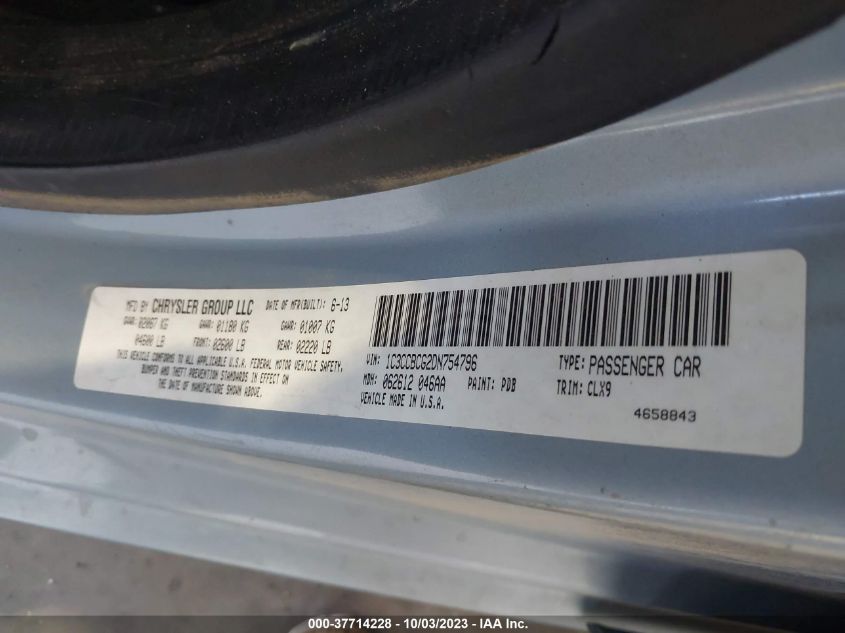 MFD BY CHRYSLER GROUP LLC DATE OF MFR(BUILT): 6-13
GVWR: 02087 KG GAWR: 01180 KG GAWR: 01007 KG
04600 LB FRONT: 02600 LB REAR: 02220 LB
THIS VEHICLE CONFORMS TO ALL APPLICABLE U.S.A. FEDERAL MOTOR VEHICLE SAFETY,
BUMPER AND THEFT PREVENTION STANDARDS IN EFFECT ON
THE DATE OF MANUFACTURE SHOWN ABOVE.
VIN: 1C3CCBCG2DN754796 TYPE: PASSENGER CAR
MDH: 062612 046AA PAINT: PDB TRIM: CLX9
VEHICLE MADE IN U.S.A.
4658843
000-37714228 - 10/03/2023 - IAA Inc.